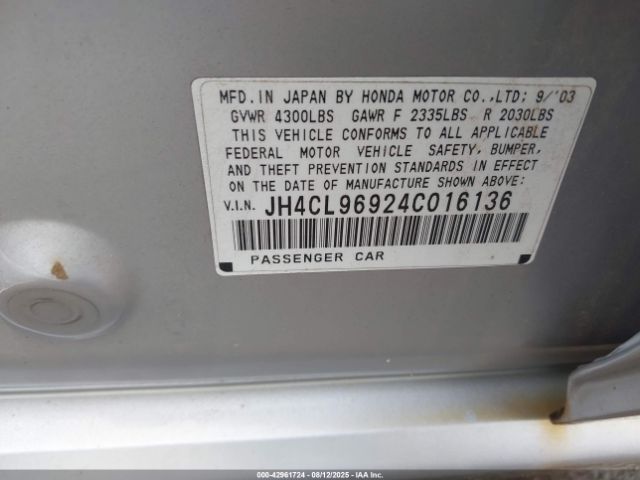 MFD. IN JAPAN BY HONDA MOTOR CO.,LTD; 9/'03
GVWR 4300LBS GAWR F 2335LBS R 2030LBS
THIS VEHICLE CONFORMS TO ALL APPLICABLE
FEDERAL MOTOR VEHICLE SAFETY, BUMPER,
AND THEFT PREVENTION STANDARDS IN EFFECT
ON THE DATE OF MANUFACTURE SHOWN ABOVE:
V.I.N. JH4CL96924C016136
PASSENGER CAR
000-42961724 - 08/12/2025 - IAAI.COM